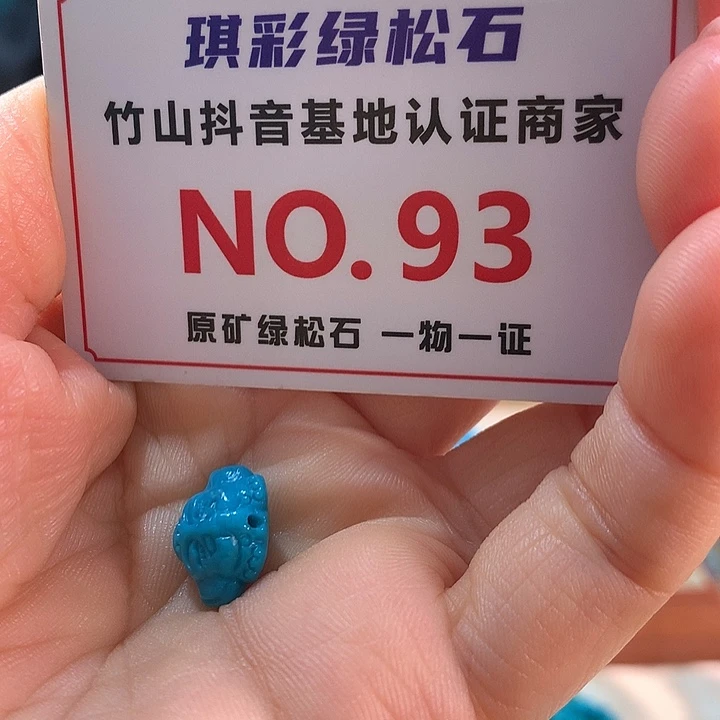 琪彩绿松石
竹山抖音基地认证商家
NO. 93
原矿绿松石 一物一证